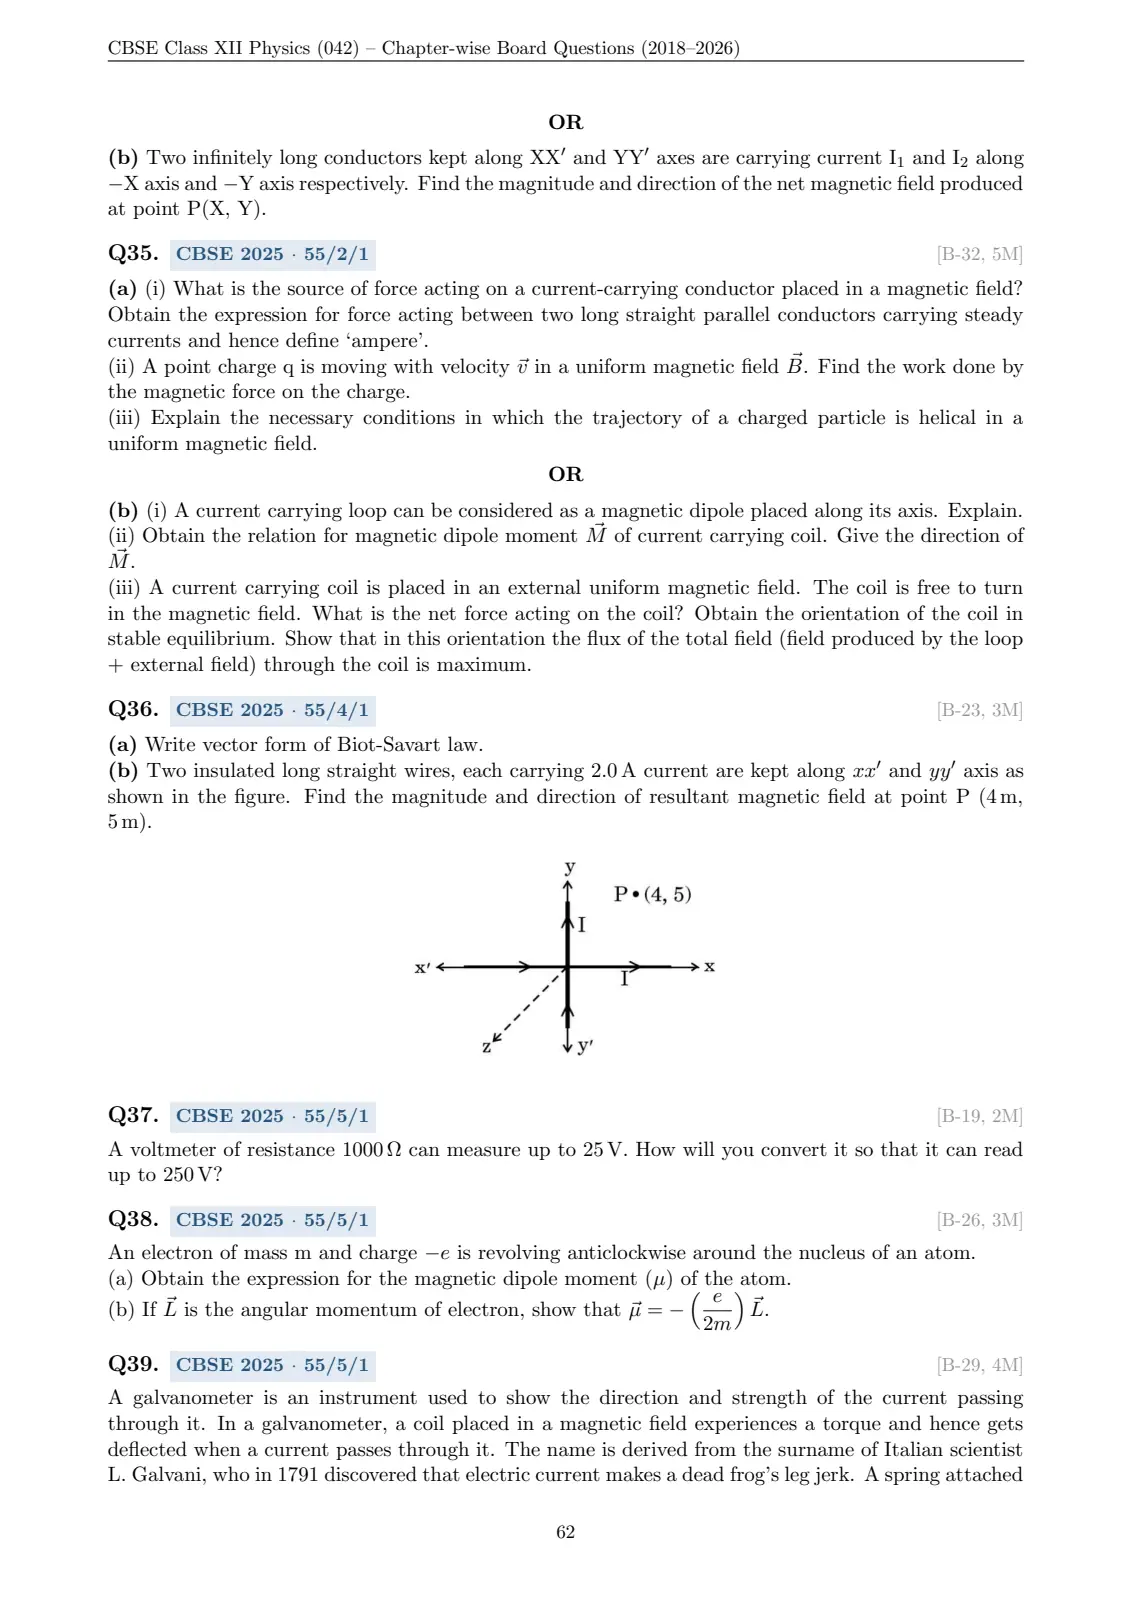 CBSE Class XII Physics (042) – Chapter-wise Board Questions (2018–2026)
OR
(b) Two infinitely long conductors kept along XX′ and YY′ axes are carrying current I₁ and I₂ along
−X axis and −Y axis respectively. Find the magnitude and direction of the net magnetic field produced
at point P(X, Y).
Q35. CBSE 2025 · 55/2/1 [B-32, 5M]
(a) (i) What is the source of force acting on a current-carrying conductor placed in a magnetic field?
Obtain the expression for force acting between two long straight parallel conductors carrying steady
currents and hence define ‘ampere’.
(ii) A point charge q is moving with velocity v⃗ in a uniform magnetic field B⃗. Find the work done by
the magnetic force on the charge.
(iii) Explain the necessary conditions in which the trajectory of a charged particle is helical in a
uniform magnetic field.
OR
(b) (i) A current carrying loop can be considered as a magnetic dipole placed along its axis. Explain.
(ii) Obtain the relation for magnetic dipole moment M⃗ of current carrying coil. Give the direction of
M⃗.
(iii) A current carrying coil is placed in an external uniform magnetic field. The coil is free to turn
in the magnetic field. What is the net force acting on the coil? Obtain the orientation of the coil in
stable equilibrium. Show that in this orientation the flux of the total field (field produced by the loop
+ external field) through the coil is maximum.
Q36. CBSE 2025 · 55/4/1 [B-23, 3M]
(a) Write vector form of Biot-Savart law.
(b) Two insulated long straight wires, each carrying 2.0 A current are kept along xx′ and yy′ axis as
shown in the figure. Find the magnitude and direction of resultant magnetic field at point P (4 m,
5 m).
y
P • (4, 5)
I
x′ x
I
z y′
Q37. CBSE 2025 · 55/5/1 [B-19, 2M]
A voltmeter of resistance 1000 Ω can measure up to 25 V. How will you convert it so that it can read
up to 250 V?
Q38. CBSE 2025 · 55/5/1 [B-26, 3M]
An electron of mass m and charge −e is revolving anticlockwise around the nucleus of an atom.
(a) Obtain the expression for the magnetic dipole moment (μ) of the atom.
(b) If L⃗ is the angular momentum of electron, show that μ⃗ = − (e/2m) L⃗.
Q39. CBSE 2025 · 55/5/1 [B-29, 4M]
A galvanometer is an instrument used to show the direction and strength of the current passing
through it. In a galvanometer, a coil placed in a magnetic field experiences a torque and hence gets
deflected when a current passes through it. The name is derived from the surname of Italian scientist
L. Galvani, who in 1791 discovered that electric current makes a dead frog’s leg jerk. A spring attached
62